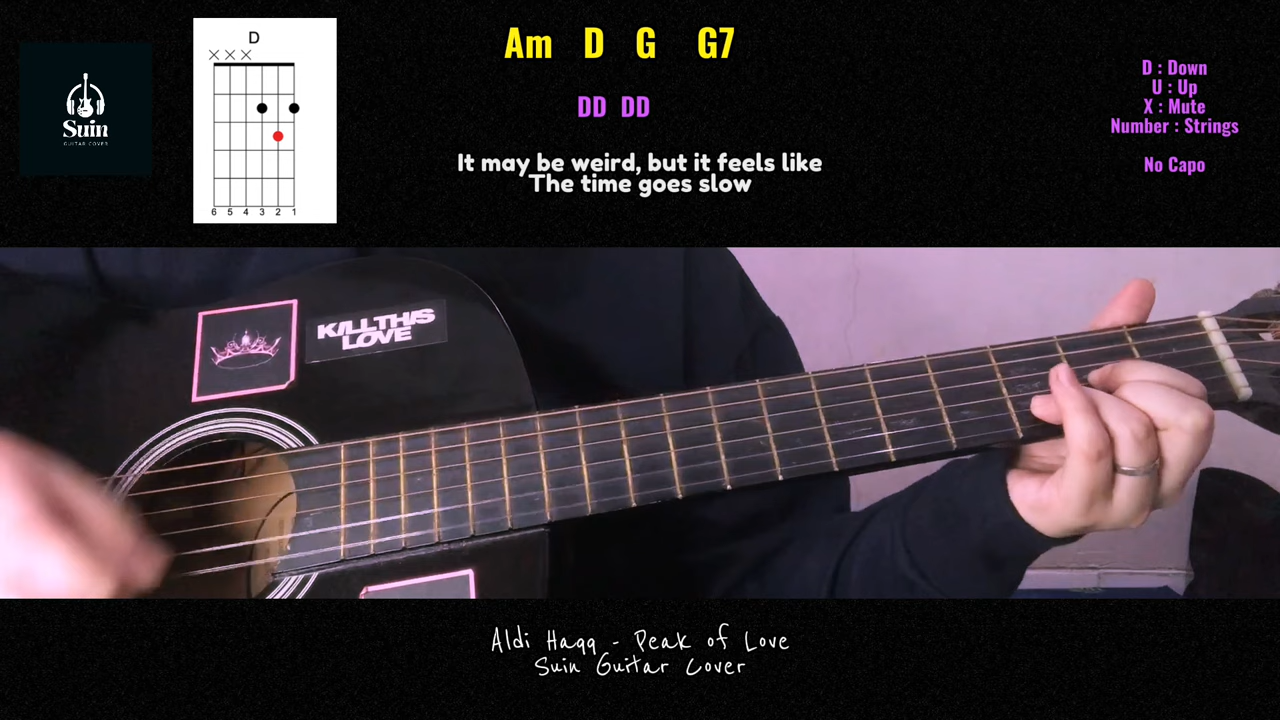 Suin
GUITAR COVER
D
X X X
6 5 4 3 2 1
Am D G G7
DD DD
It may be weird, but it feels like
The time goes slow
D : Down
U : Up
X : Mute
Number : Strings
No Capo
KILL THIS
LOVE
Aldi Haqq - Peak of Love
Suin Guitar Cover